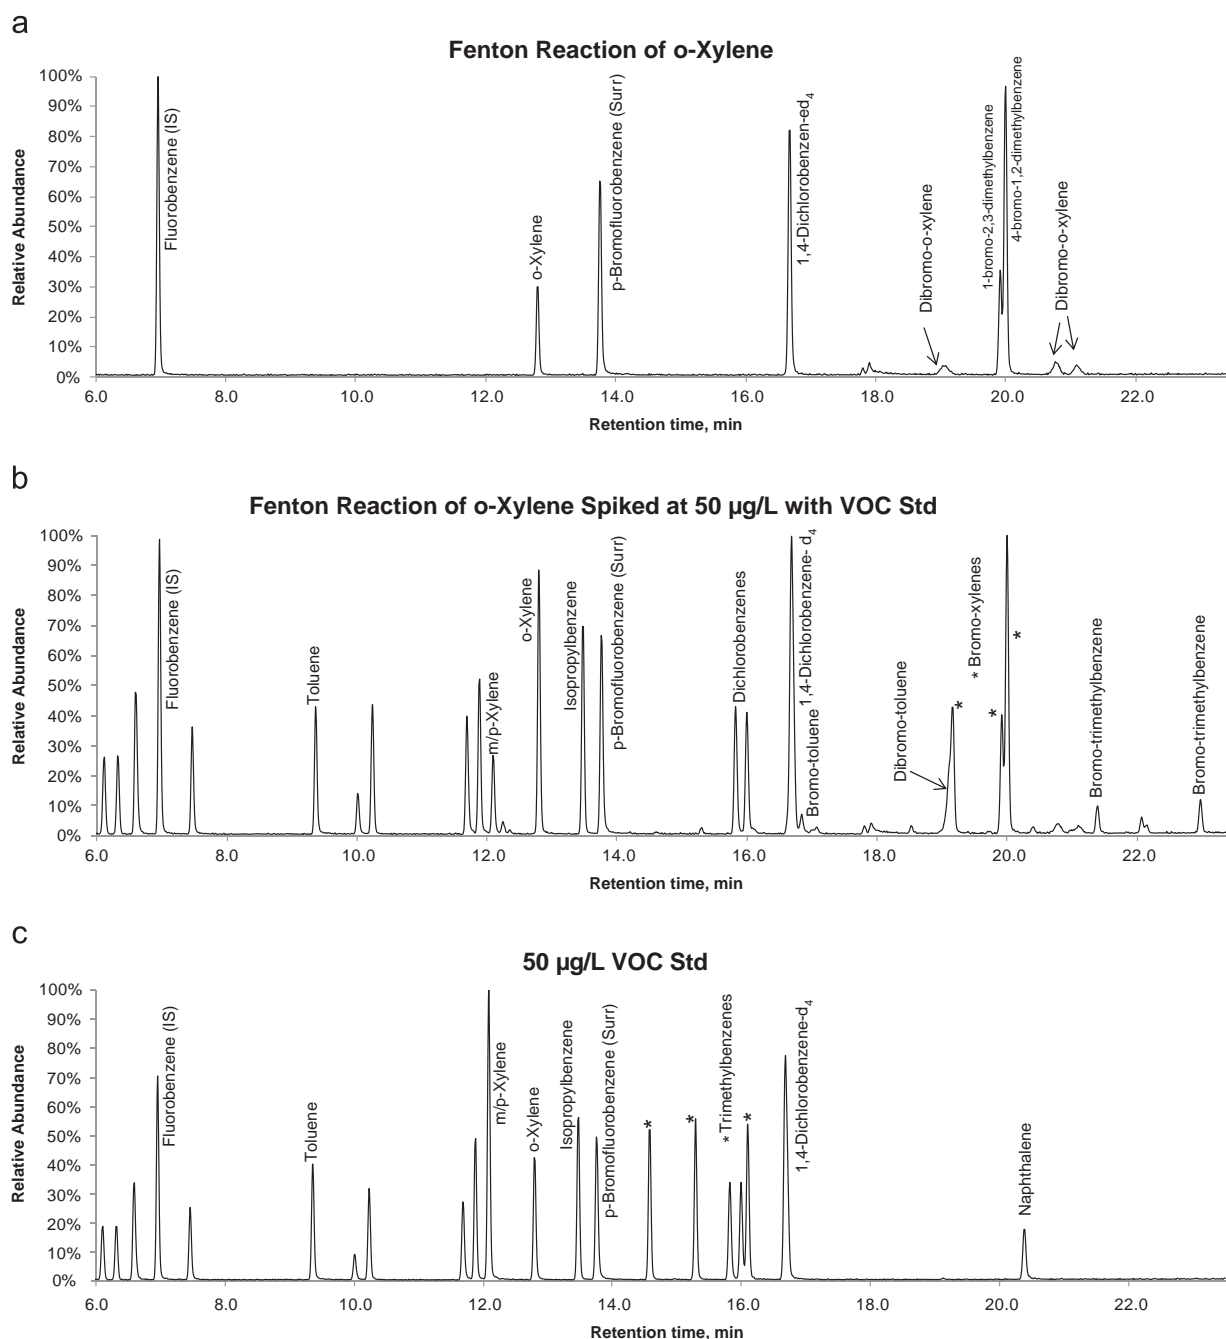 a
Fenton Reaction of o-Xylene
Relative Abundance
100%
90%
80%
70%
60%
50%
40%
30%
20%
10%
0%
Fluorobenzene (IS)
o-Xylene
p-Bromofluorobenzene (Surr)
1,4-Dichlorobenzen-ed4
Dibromo-o-xylene
1-bromo-2,3-dimethylbenzene
4-bromo-1,2-dimethylbenzene
Dibromo-o-xylene
6.0 8.0 10.0 12.0 14.0 16.0 18.0 20.0 22.0
Retention time, min
b
Fenton Reaction of o-Xylene Spiked at 50 µg/L with VOC Std
Relative Abundance
100%
90%
80%
70%
60%
50%
40%
30%
20%
10%
0%
Fluorobenzene (IS)
Toluene
m/p-Xylene
o-Xylene
Isopropylbenzene
p-Bromofluorobenzene (Surr)
Dichlorobenzenes
1,4-Dichlorobenzene- d4
Bromo-toluene
Dibromo-toluene
*
* Bromo-xylenes
*
*
Bromo-trimethylbenzene
Bromo-trimethylbenzene
6.0 8.0 10.0 12.0 14.0 16.0 18.0 20.0 22.0
Retention time, min
c
50 µg/L VOC Std
Relative Abundance
100%
90%
80%
70%
60%
50%
40%
30%
20%
10%
0%
Fluorobenzene (IS)
Toluene
m/p-Xylene
o-Xylene
Isopropylbenzene
p-Bromofluorobenzene (Surr)
*
*
* Trimethylbenzenes
*
1,4-Dichlorobenzene-d4
Naphthalene
6.0 8.0 10.0 12.0 14.0 16.0 18.0 20.0 22.0
Retention time, min